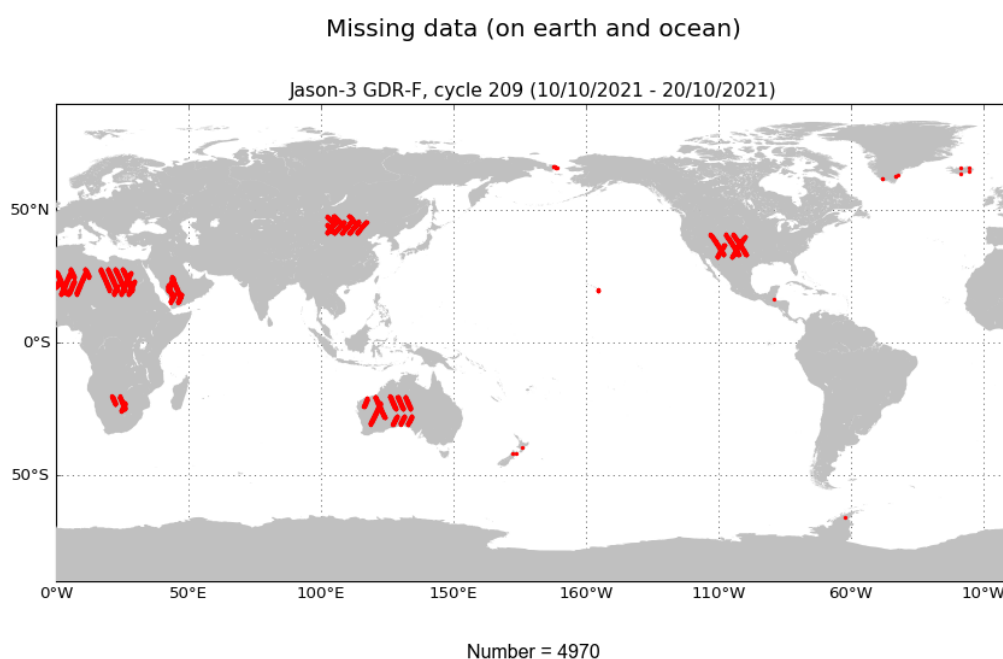 Missing data (on earth and ocean)
Jason-3 GDR-F, cycle 209 (10/10/2021 - 20/10/2021)
50°N
0°S
50°S
0°W 50°E 100°E 150°E 160°W 110°W 60°W 10°W
Number = 4970